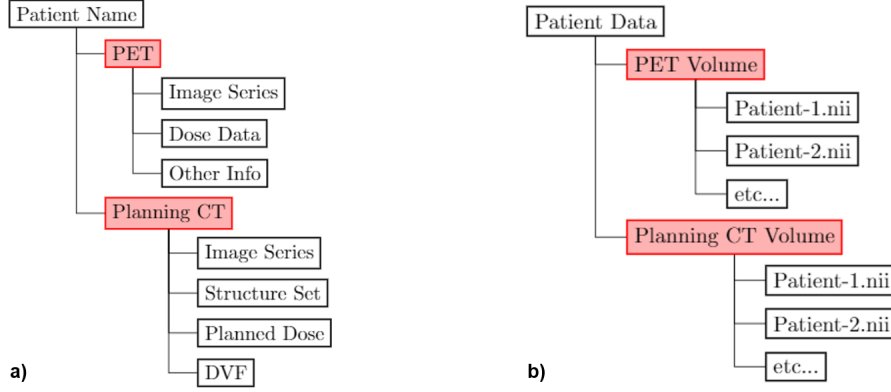 Patient Name
PET
Image Series
Dose Data
Other Info
Planning CT
Image Series
Structure Set
Planned Dose
DVF
a)
Patient Data
PET Volume
Patient-1.nii
Patient-2.nii
etc...
Planning CT Volume
Patient-1.nii
Patient-2.nii
etc...
b)